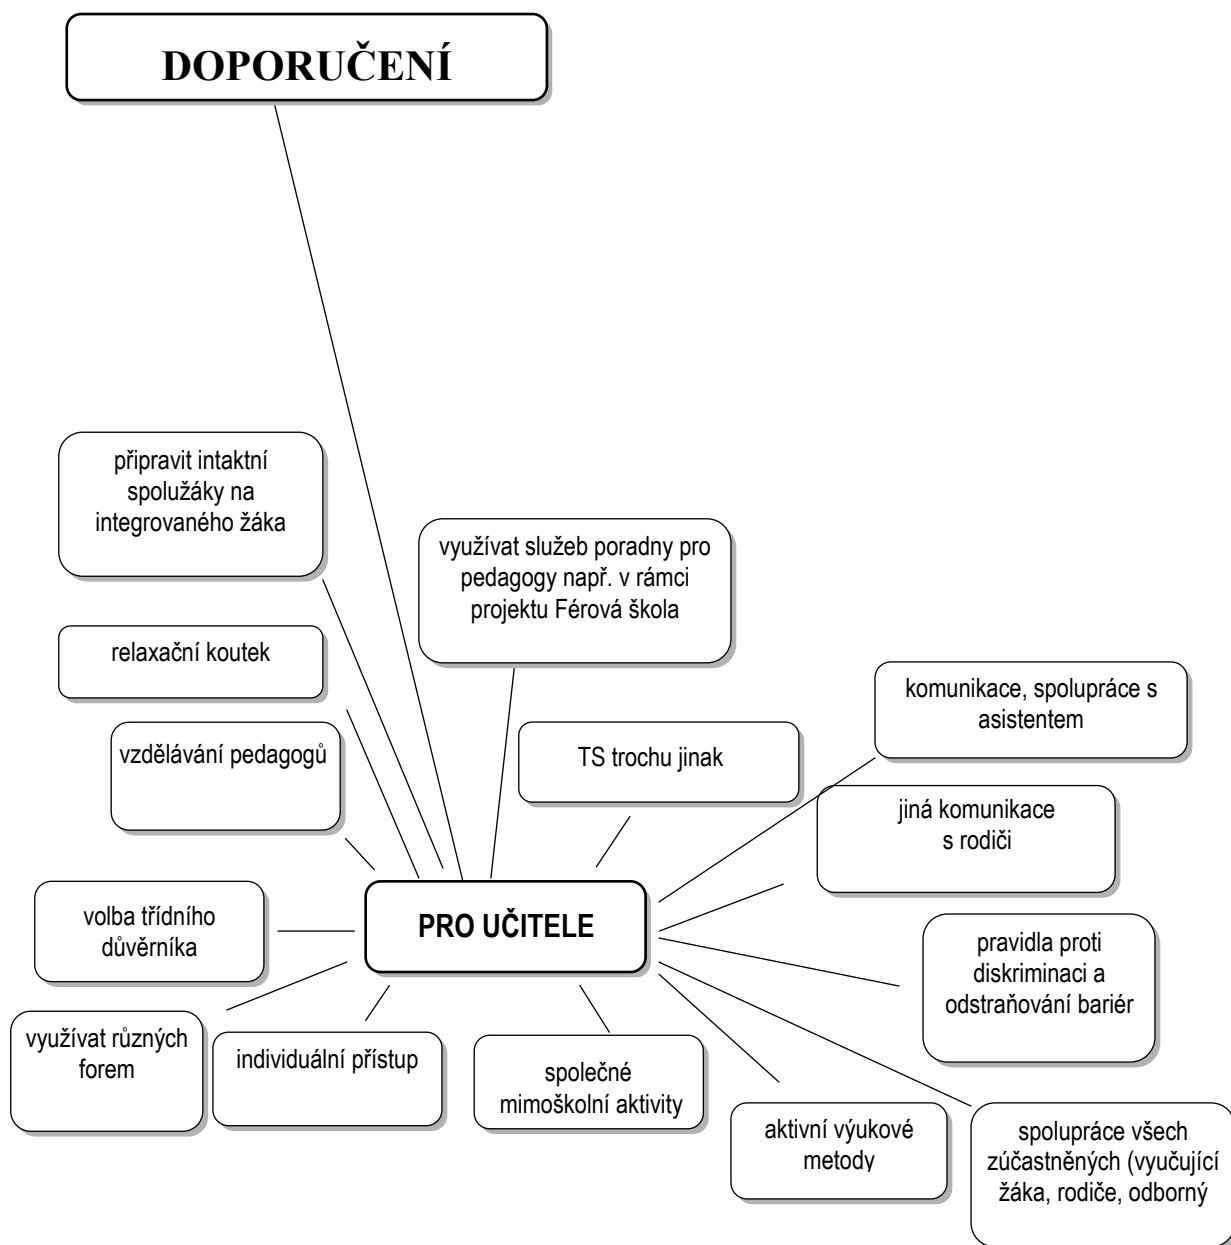 DOPORUČENÍ
připravit intaktní
spolužáky na
integrovaného žáka
využívat služeb poradny pro
pedagogy např. v rámci
projektu Férová škola
relaxační koutek
komunikace, spolupráce s
asistentem
vzdělávání pedagogů
TS trochu jinak
jiná komunikace
s rodiči
volba třídního
důvěrníka
PRO UČITELE
pravidla proti
diskriminaci a
odstraňování bariér
využívat různých
forem
individuální přístup
společné
mimoškolní aktivity
aktivní výukové
metody
spolupráce všech
zúčastněných (vyučující
žáka, rodiče, odborný